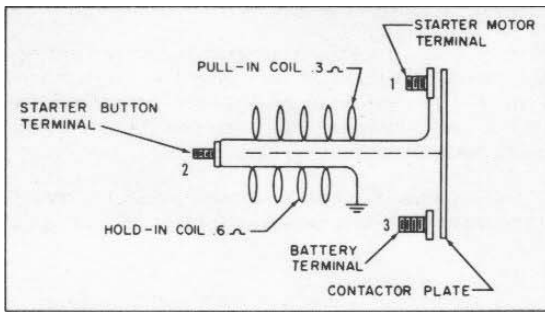 STARTER MOTOR
TERMINAL
PULL-IN COIL .3 Ω
1
STARTER BUTTON
TERMINAL
2
HOLD-IN COIL .6 Ω
3
BATTERY
TERMINAL
CONTACTOR PLATE